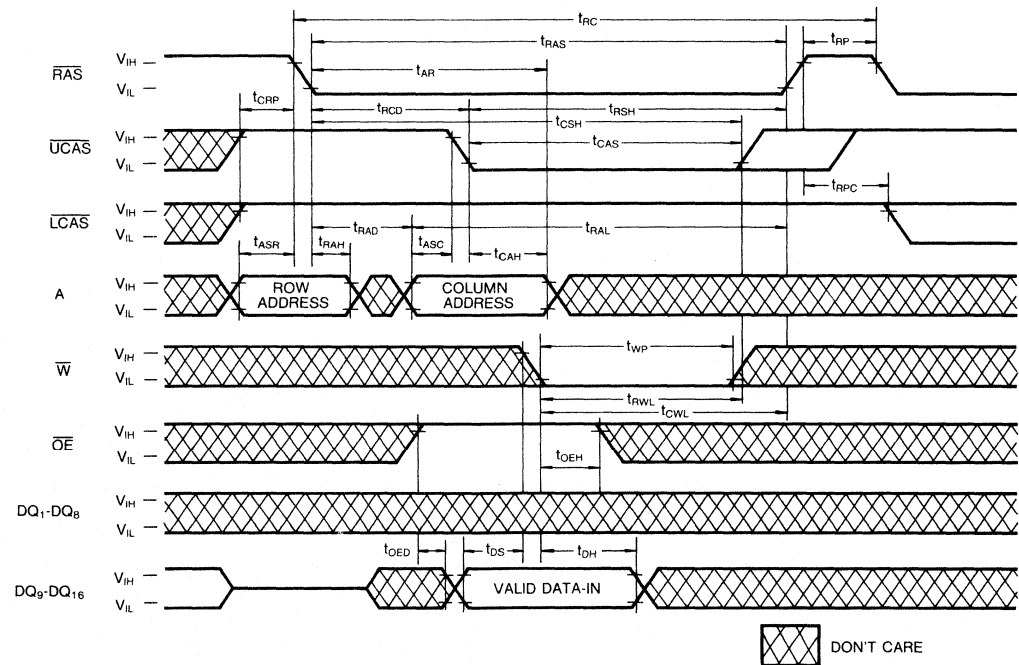 tRC
tRAS
tRP
tAR
RAS
VIH
VIL
tCRP
tRCD
tRSH
tCSH
UCAS
VIH
VIL
tCAS
tRPC
LCAS
VIH
VIL
tRAD
tRAL
tASR
tRAH
tASC
tCAH
A
VIH
VIL
ROW
ADDRESS
COLUMN
ADDRESS
W
VIH
VIL
tWP
tRWL
tCWL
OE
VIH
VIL
tOEH
DQ1-DQ8
VIH
VIL
tOED
tDS
tDH
DQ9-DQ16
VIH
VIL
VALID DATA-IN
DON'T CARE